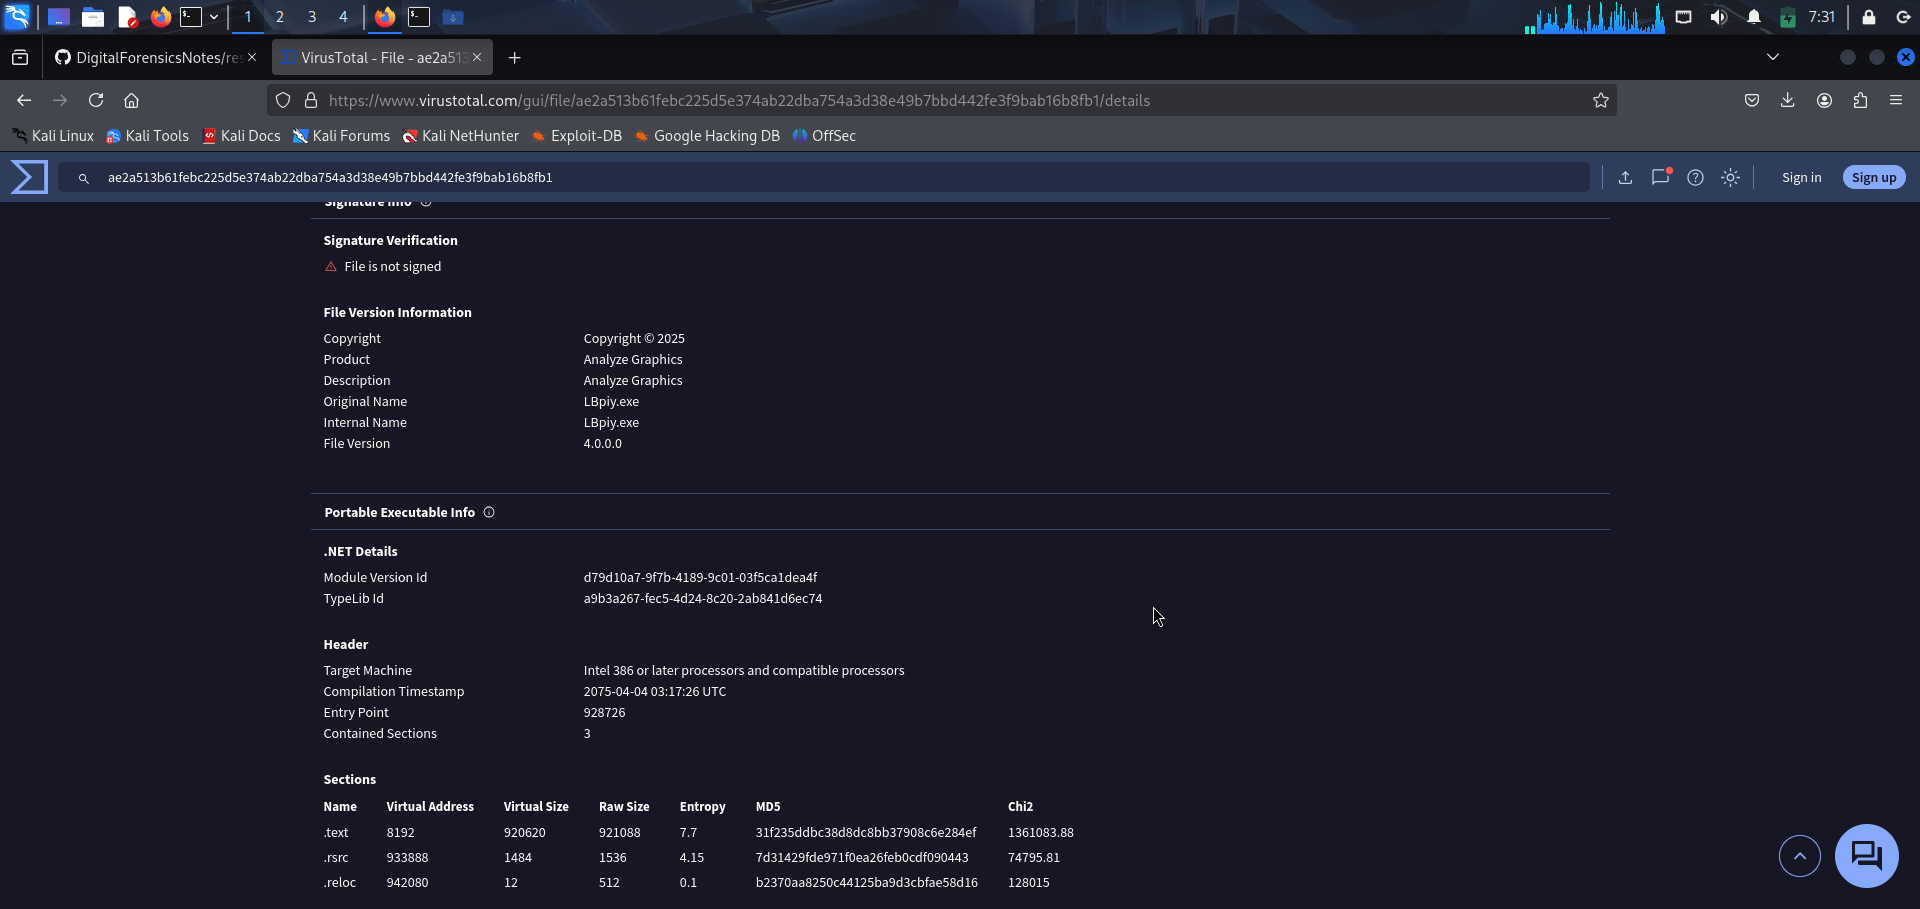 1 2 3 4 7:31
DigitalForensicsNotes/res
VirusTotal - File - ae2a513
https://www.virustotal.com/gui/file/ae2a513b61febc225d5e374ab22dba754a3d38e49b7bbd442fe3f9bab16b8fb1/details
Kali Linux Kali Tools Kali Docs Kali Forums Kali NetHunter Exploit-DB Google Hacking DB OffSec
ae2a513b61febc225d5e374ab22dba754a3d38e49b7bbd442fe3f9bab16b8fb1 Sign in Sign up
Signature Info
Signature Verification
File is not signed
File Version Information
Copyright Copyright © 2025
Product Analyze Graphics
Description Analyze Graphics
Original Name LBpiy.exe
Internal Name LBpiy.exe
File Version 4.0.0.0
Portable Executable Info
.NET Details
Module Version Id d79d10a7-9f7b-4189-9c01-03f5ca1dea4f
TypeLib Id a9b3a267-fec5-4d24-8c20-2ab841d6ec74
Header
Target Machine Intel 386 or later processors and compatible processors
Compilation Timestamp 2075-04-04 03:17:26 UTC
Entry Point 928726
Contained Sections 3
Sections
Name Virtual Address Virtual Size Raw Size Entropy MD5 Chi2
.text 8192 920620 921088 7.7 31f235ddbc38d8dc8bb37908c6e284ef 1361083.88
.rsrc 933888 1484 1536 4.15 7d31429fde971f0ea26feb0cdf090443 74795.81
.reloc 942080 12 512 0.1 b2370aa8250c44125ba9d3cbfae58d16 128015